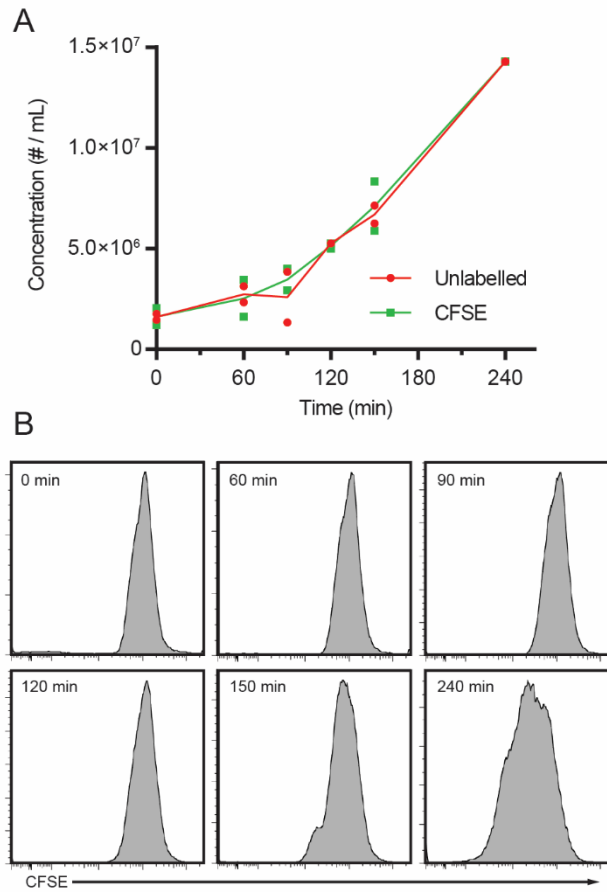 A
Concentration (# / mL)
1.5×10⁷
1.0×10⁷
5.0×10⁶
0
0 60 120 180 240
Time (min)
Unlabelled
CFSE
B
0 min 60 min 90 min
120 min 150 min 240 min
CFSE